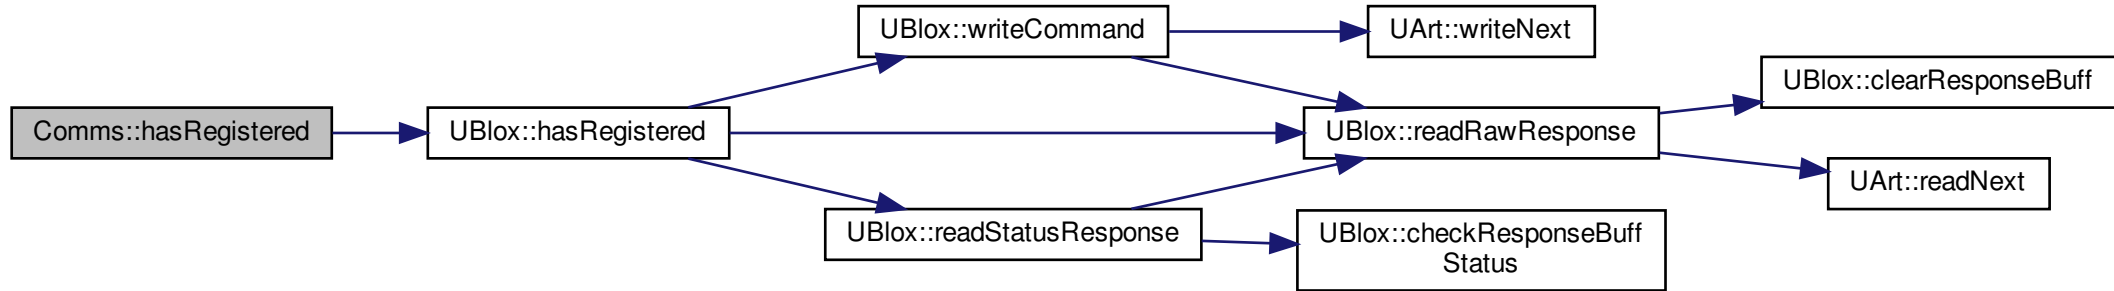 UBlox::writeCommand
UArt::writeNext
UBlox::clearResponseBuff
Comms::hasRegistered
UBlox::hasRegistered
UBlox::readRawResponse
UArt::readNext
UBlox::readStatusResponse
UBlox::checkResponseBuff
Status